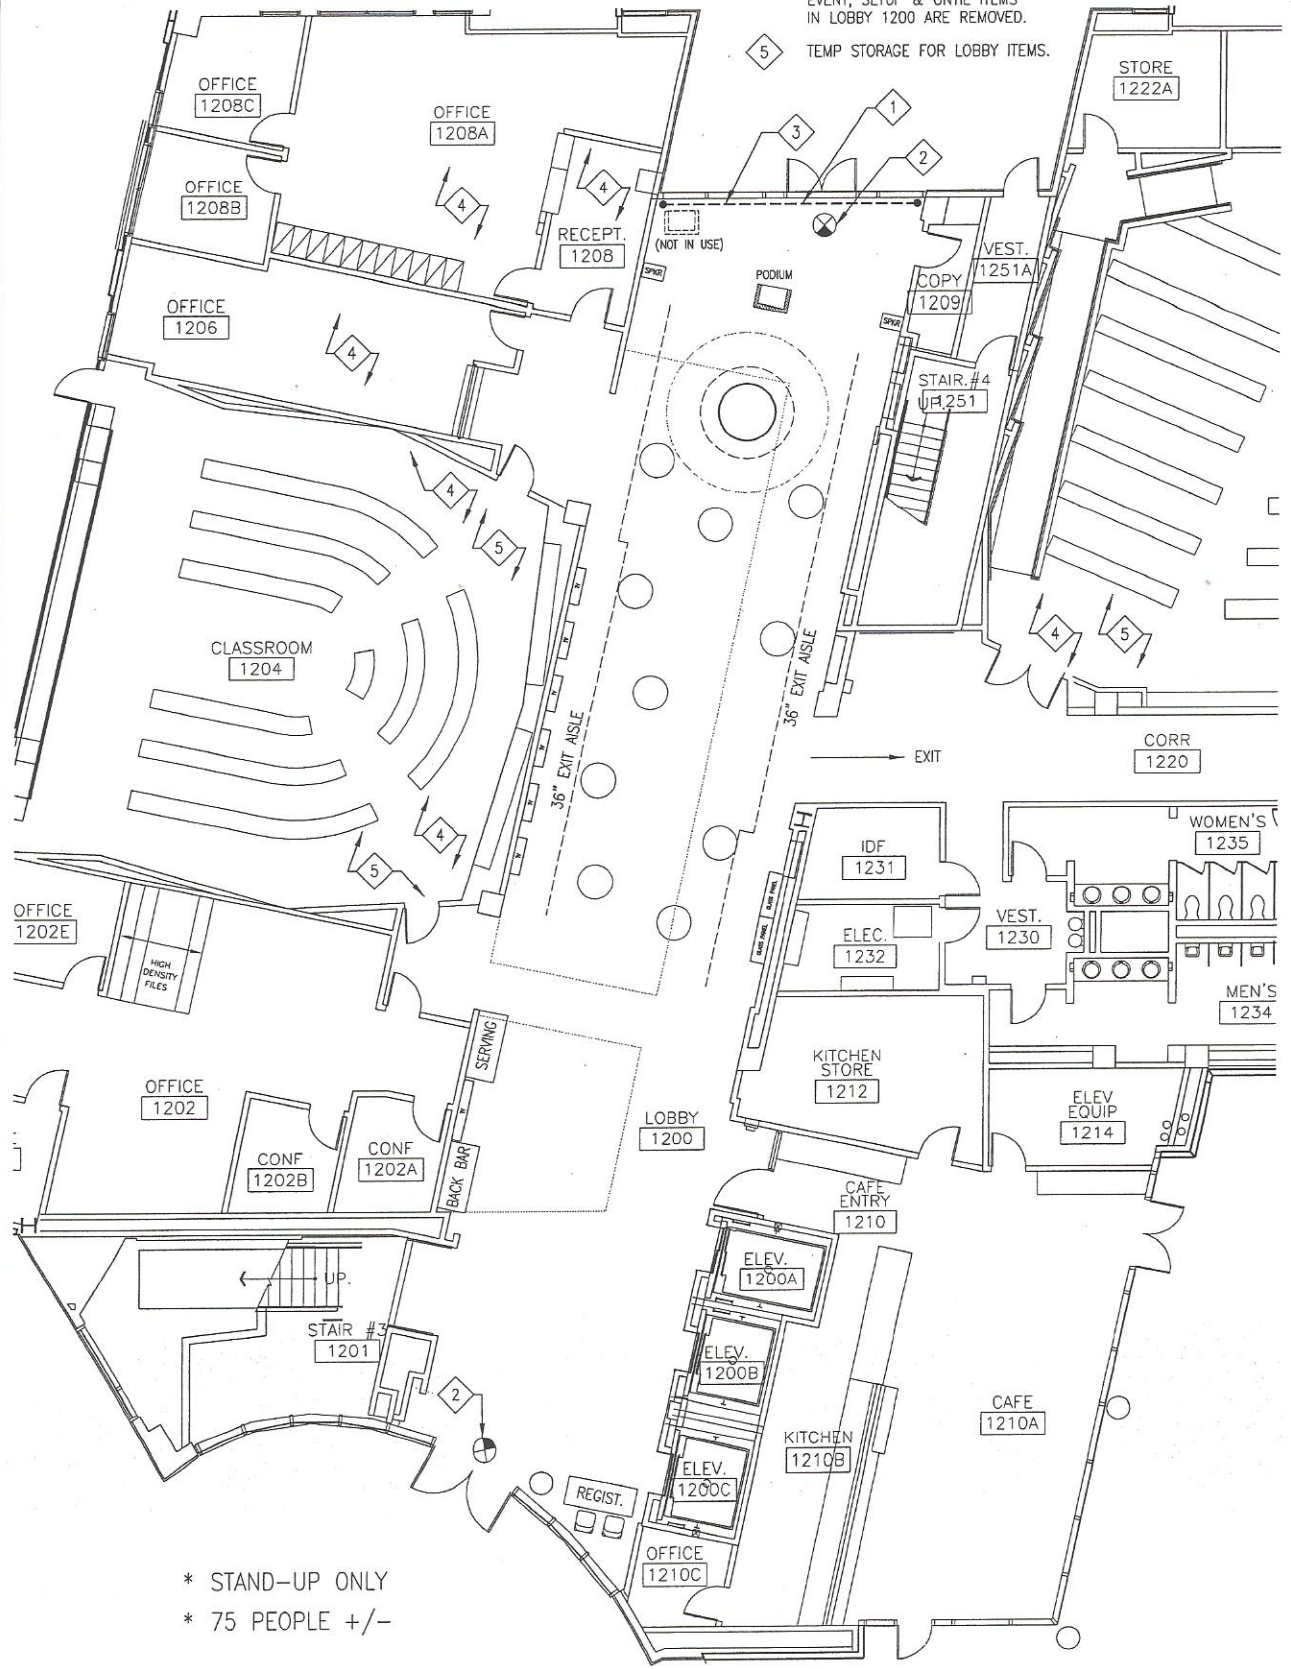 IN LOBBY 1200 ARE REMOVED.
5 TEMP STORAGE FOR LOBBY ITEMS.
OFFICE
1208C
OFFICE
1208A
STORE
1222A
3
1
2
OFFICE
1208B
4
4
RECEPT.
1208
(NOT IN USE)
SPKR
PODIUM
VEST.
1251A
COPY
1209
SPKR
OFFICE
1206
4
STAIR #4
UP.
1251
4
5
CLASSROOM
1204
36" EXIT AISLE
36" EXIT AISLE
4
5
EXIT
CORR
1220
4
5
IDF
1231
WOMEN'S
1235
GLASS PANEL
GLASS PANEL
OFFICE
1202E
HIGH
DENSITY
FILES
ELEC.
1232
VEST.
1230
MEN'S
1234
SERVING
OFFICE
1202
KITCHEN
STORE
1212
ELEV
EQUIP
1214
LOBBY
1200
CONF
1202B
CONF
1202A
BACK BAR
CAFE
ENTRY
1210
UP.
STAIR #3
1201
ELEV.
1200A
ELEV.
1200B
2
CAFE
1210A
KITCHEN
1210B
ELEV.
1200C
REGIST.
OFFICE
1210C
* STAND-UP ONLY
* 75 PEOPLE +/-